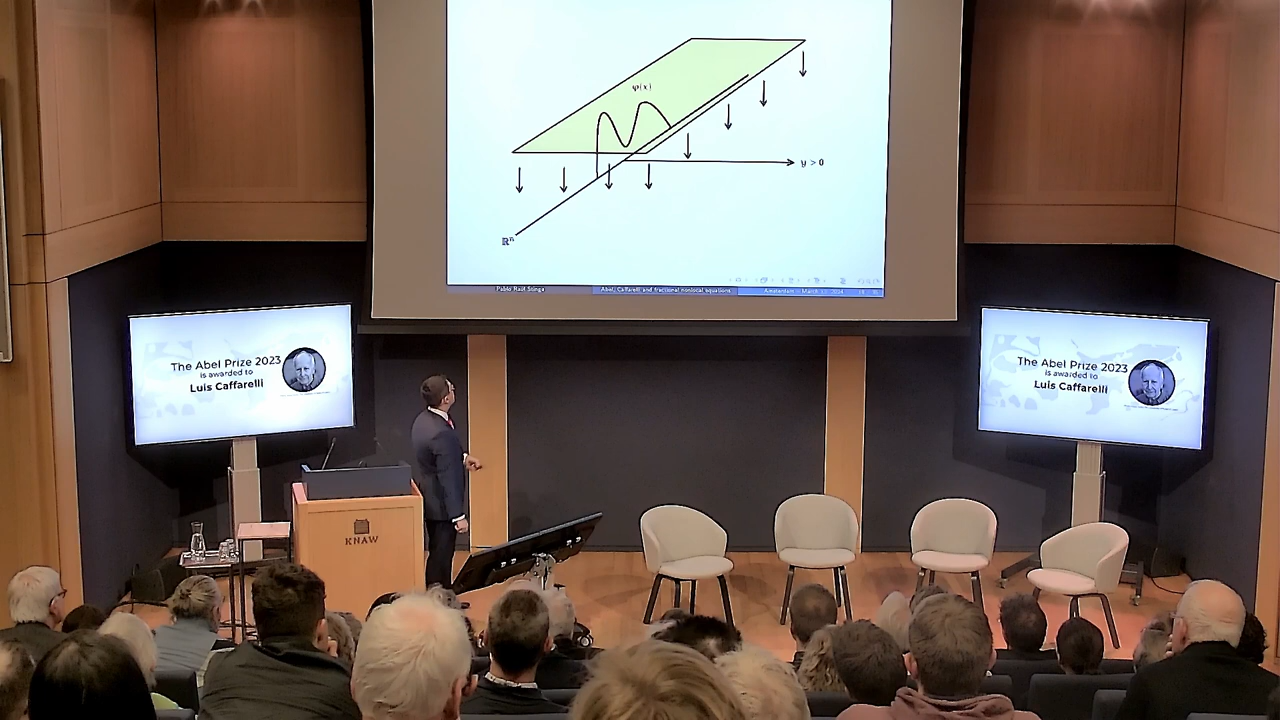 φ(x)
y > 0
ℝⁿ
Pablo Raúl Stinga
Abel, Caffarelli and fractional nonlocal equations
The Abel Prize 2023
is awarded to
Luis Caffarelli
The Abel Prize 2023
is awarded to
Luis Caffarelli
KNAW